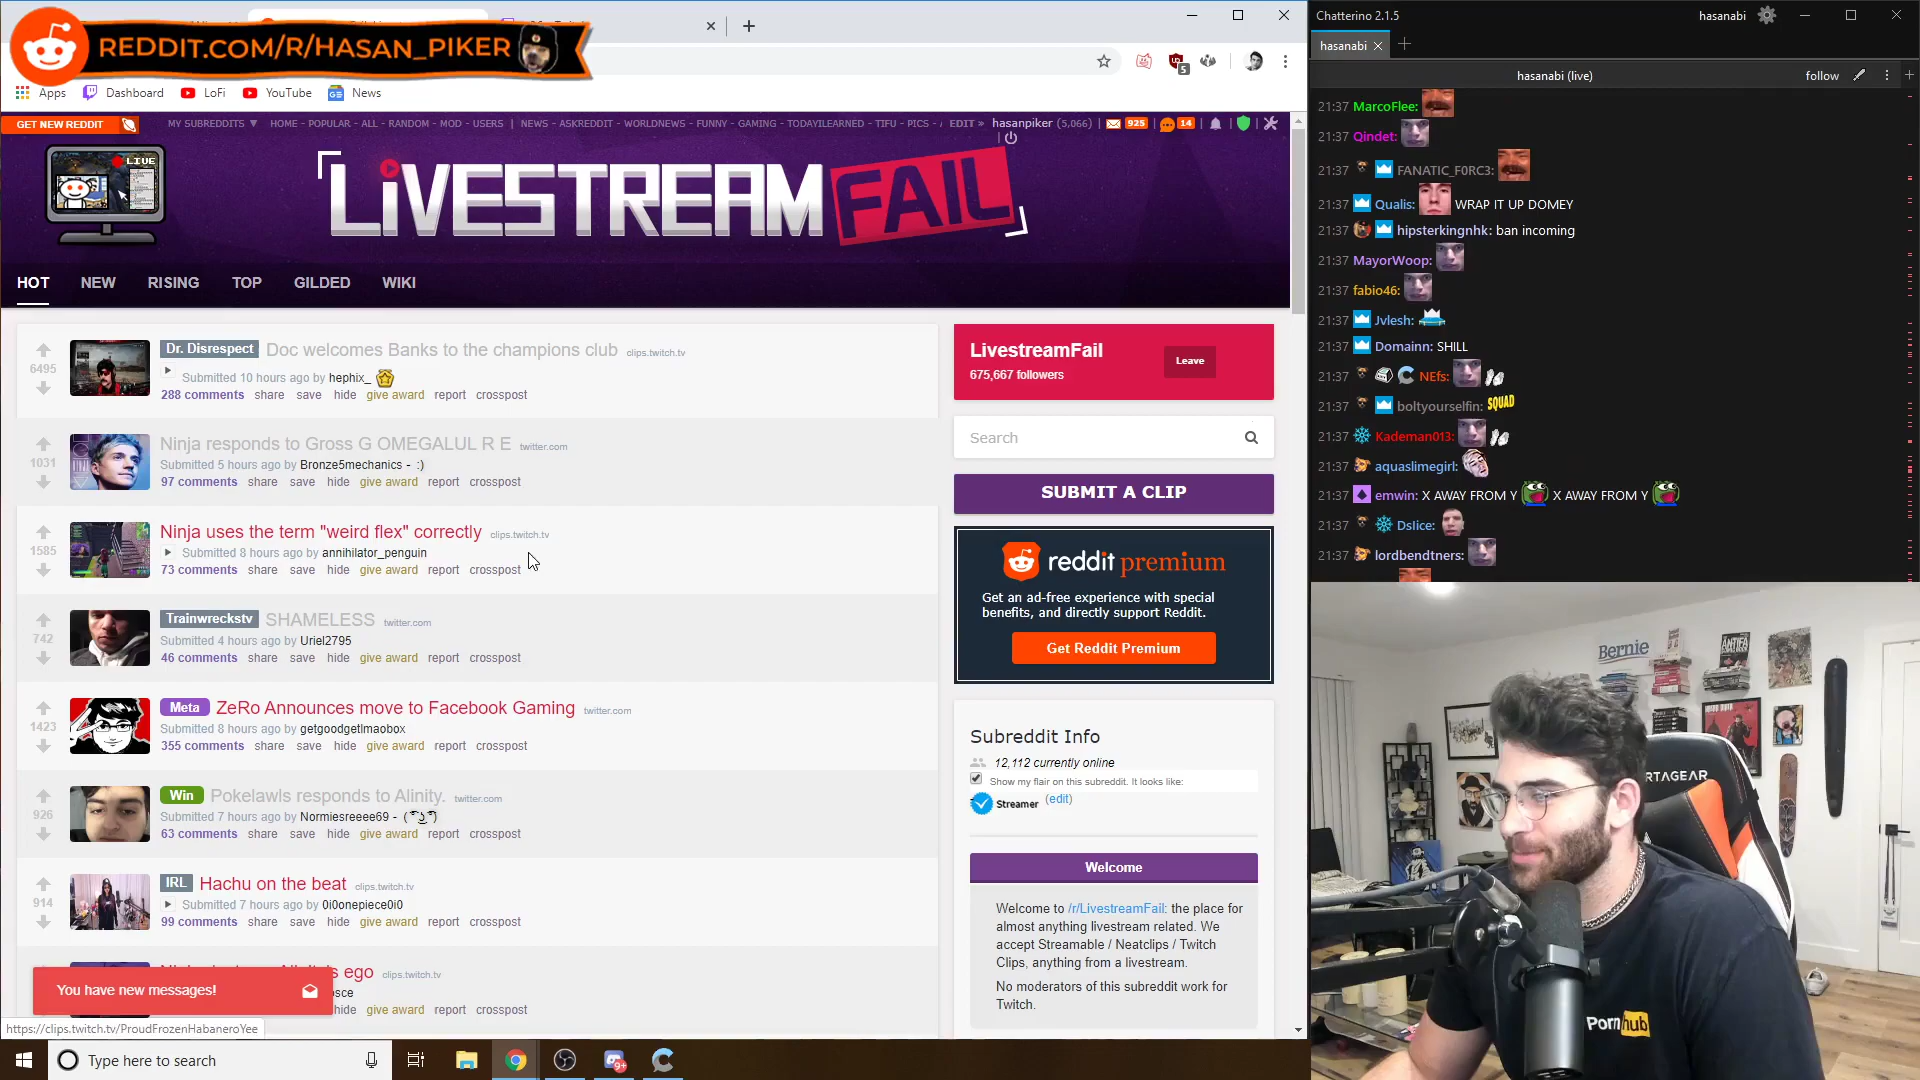 REDDIT.COM/R/HASAN_PIKER
Apps Dashboard LoFi YouTube News
GET NEW REDDIT MY SUBREDDITS ▼ HOME - POPULAR - ALL - RANDOM - MOD - USERS | NEWS - ASKREDDIT - WORLDNEWS - FUNNY - GAMING - TODAYILEARNED - TIFU - PICS - EDIT » hasanpiker (5,066) | 925 | 14
LIVE
LiVESTREAM FAIL
HOT NEW RISING TOP GILDED WIKI
6495
Dr. Disrespect Doc welcomes Banks to the champions club clips.twitch.tv
Submitted 10 hours ago by hephix_
288 comments share save hide give award report crosspost
1031
Ninja responds to Gross G OMEGALUL R E twitter.com
Submitted 5 hours ago by Bronze5mechanics - :)
97 comments share save hide give award report crosspost
1585
Ninja uses the term "weird flex" correctly clips.twitch.tv
Submitted 8 hours ago by annihilator_penguin
73 comments share save hide give award report crosspost
742
Trainwreckstv SHAMELESS twitter.com
Submitted 4 hours ago by Uriel2795
46 comments share save hide give award report crosspost
1423
Meta ZeRo Announces move to Facebook Gaming twitter.com
Submitted 8 hours ago by getgoodgetlmaobox
355 comments share save hide give award report crosspost
926
Win Pokelawls responds to Alinity. twitter.com
Submitted 7 hours ago by Normiesreeee69 - ( ͡° ͜ʖ ͡°)
63 comments share save hide give award report crosspost
914
IRL Hachu on the beat clips.twitch.tv
Submitted 7 hours ago by 0i0onepiece0i0
99 comments share save hide give award report crosspost
ego clips.twitch.tv
hide give award report crosspost
You have new messages!
https://clips.twitch.tv/ProudFrozenHabaneroYee
LivestreamFail
675,667 followers
Leave
Search
SUBMIT A CLIP
reddit premium
Get an ad-free experience with special
benefits, and directly support Reddit.
Get Reddit Premium
Subreddit Info
12,112 currently online
Show my flair on this subreddit. It looks like:
Streamer (edit)
Welcome
Welcome to /r/LivestreamFail: the place for
almost anything livestream related. We
accept Streamable / Neatclips / Twitch
Clips, anything from a livestream.
No moderators of this subreddit work for
Twitch.
Type here to search
Chatterino 2.1.5 hasanabi
hasanabi
hasanabi (live) follow
21:37 MarcoFlee:
21:37 Qindet:
21:37 FANATIC_F0RC3:
21:37 Qualis: WRAP IT UP DOMEY
21:37 hipsterkingnhk: ban incoming
21:37 MayorWoop:
21:37 fabio46:
21:37 Jvlesh:
21:37 Domainn: SHILL
21:37 NEfs:
21:37 boltyourselfin: SQUAD
21:37 Kademan013:
21:37 aquaslimegirl:
21:37 emwin: X AWAY FROM Y X AWAY FROM Y
21:37 Dslice:
21:37 lordbendtners:
Bernie
ANTIFA
RTAGEAR
Porn hub